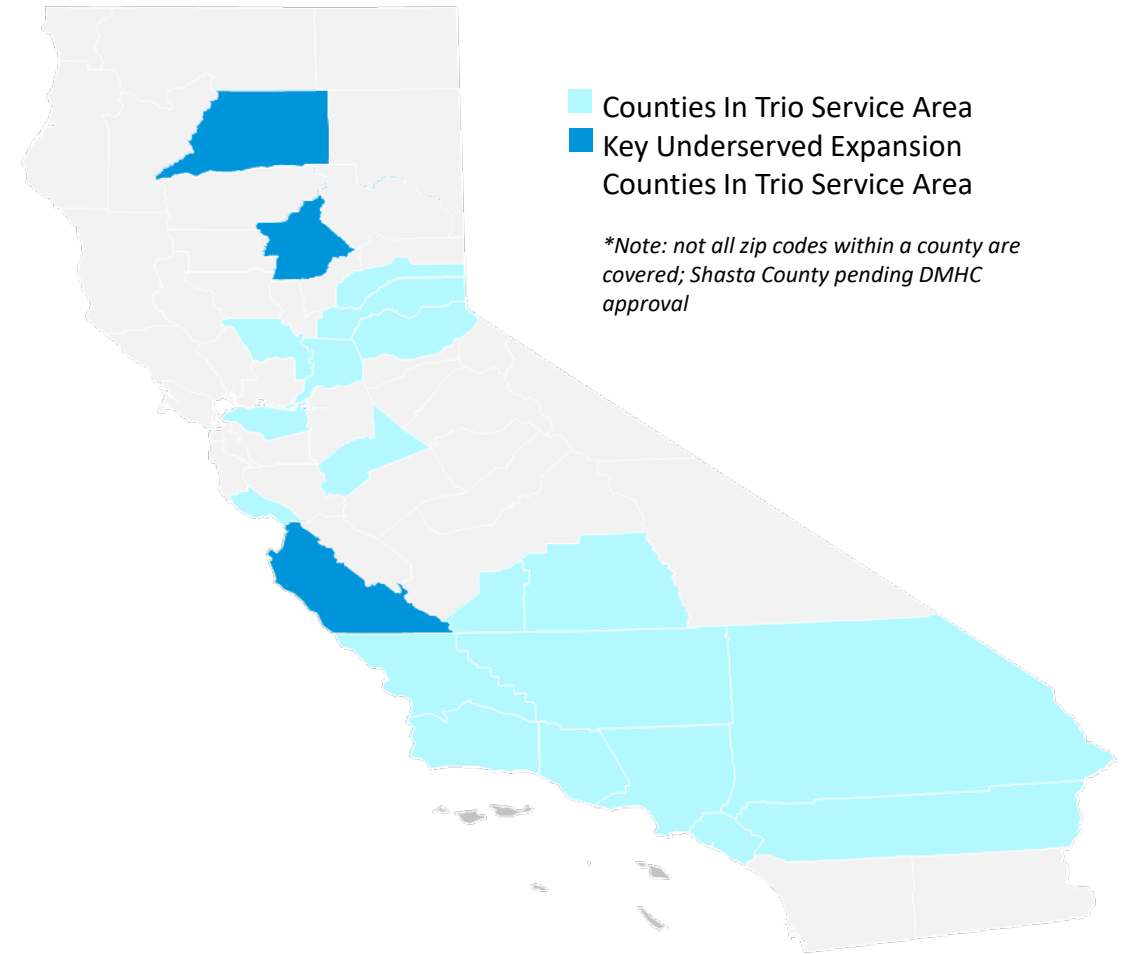 Counties In Trio Service Area
Key Underserved Expansion
Counties In Trio Service Area
*Note: not all zip codes within a county are
covered; Shasta County pending DMHC
approval